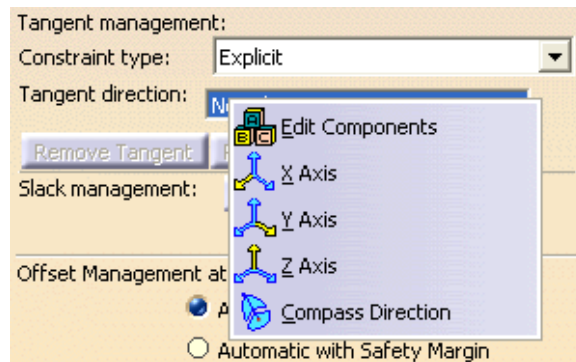 Tangent management:
Constraint type: Explicit
Tangent direction:
Edit Components
Remove Tangent
X Axis
Slack management:
Y Axis
Z Axis
Offset Management at
Compass Direction
Automatic with Safety Margin